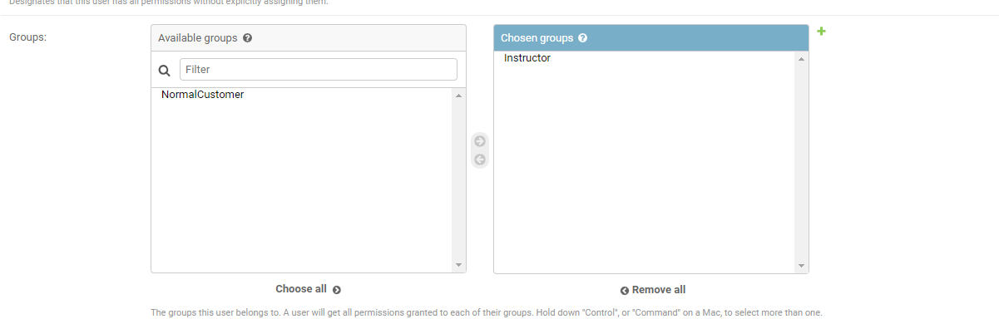 Designates that this user has all permissions without explicitly assigning them.
Groups:
Available groups
Chosen groups
Filter
Instructor
NormalCustomer
Choose all
Remove all
The groups this user belongs to. A user will get all permissions granted to each of their groups. Hold down "Control", or "Command" on a Mac, to select more than one.